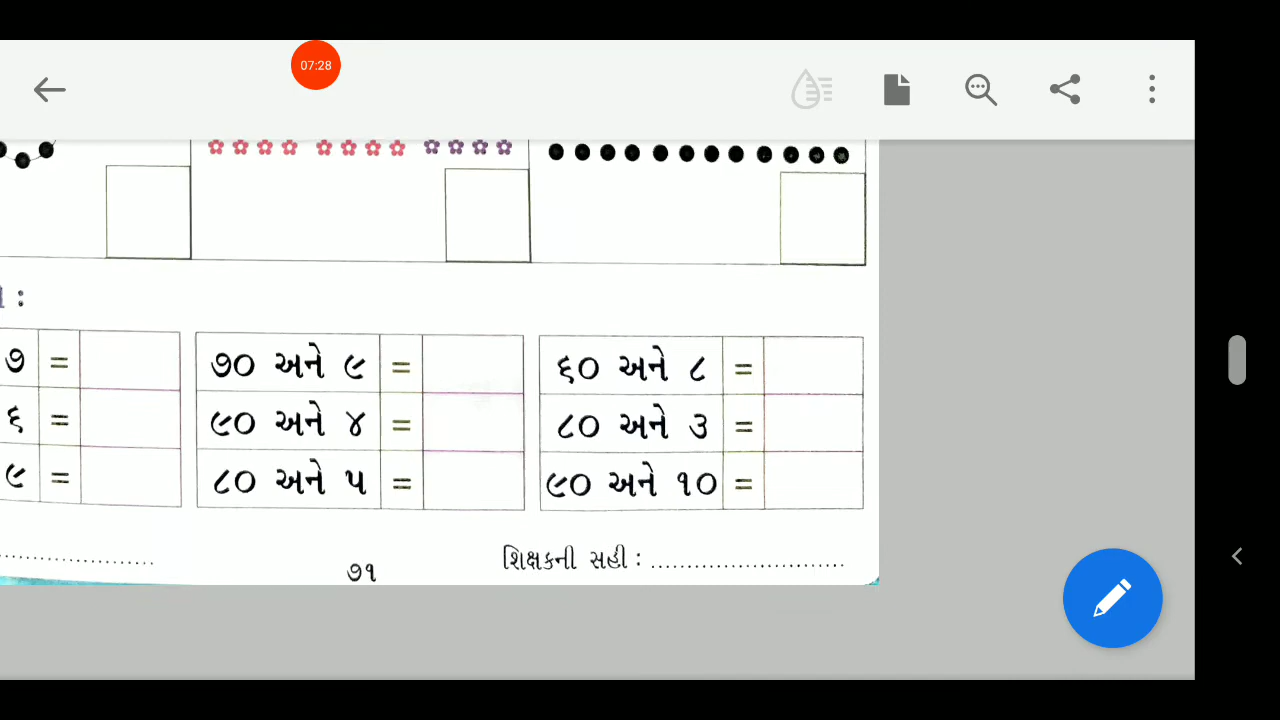 07:28
:
૭ = ૭૦ અને ૯ = ૬૦ અને ૮ =
૬ = ૯૦ અને ૪ = ૮૦ અને ૩ =
૯ = ૮૦ અને ૫ = ૯૦ અને ૧૦ =
.................... ૭૧ શિક્ષકની સહી : ..........................